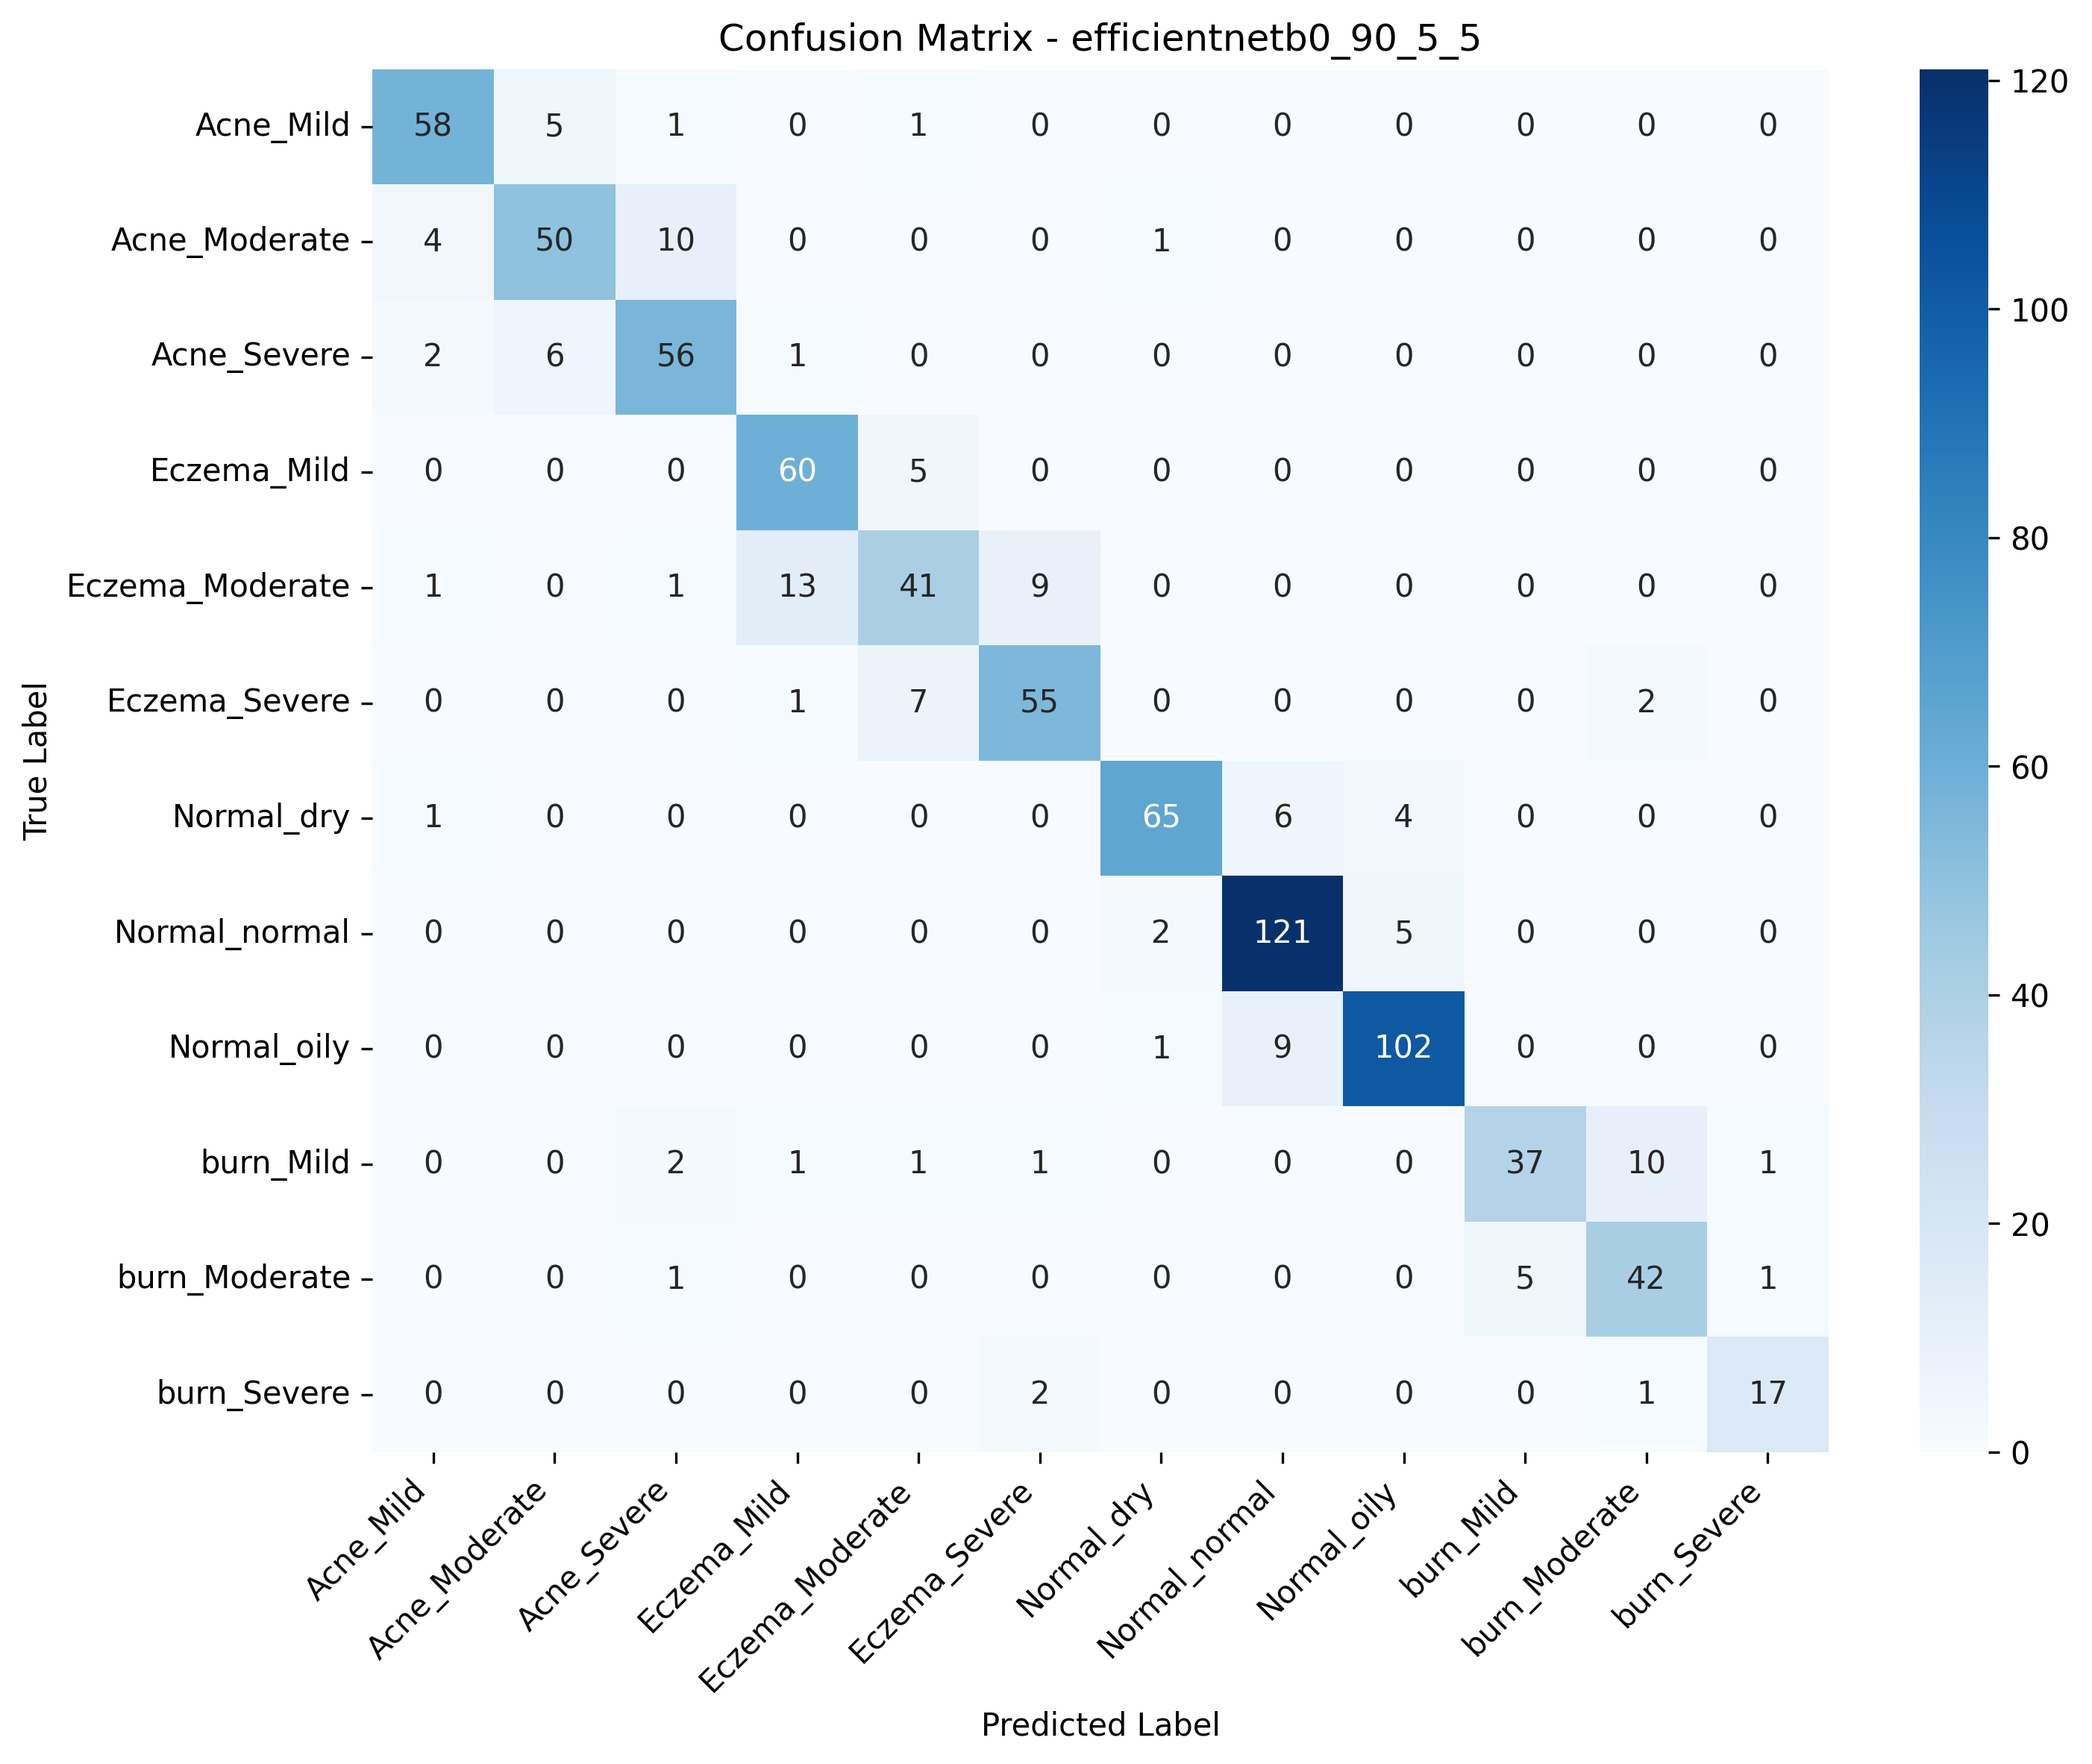 Confusion Matrix - efficientnetb0_90_5_5
Acne_Mild 58 5 1 0 1 0 0 0 0 0 0 0
Acne_Moderate 4 50 10 0 0 0 1 0 0 0 0 0
Acne_Severe 2 6 56 1 0 0 0 0 0 0 0 0
Eczema_Mild 0 0 0 60 5 0 0 0 0 0 0 0
Eczema_Moderate 1 0 1 13 41 9 0 0 0 0 0 0
Eczema_Severe 0 0 0 1 7 55 0 0 0 0 2 0
Normal_dry 1 0 0 0 0 0 65 6 4 0 0 0
Normal_normal 0 0 0 0 0 0 2 121 5 0 0 0
Normal_oily 0 0 0 0 0 0 1 9 102 0 0 0
burn_Mild 0 0 2 1 1 1 0 0 0 37 10 1
burn_Moderate 0 0 1 0 0 0 0 0 0 5 42 1
burn_Severe 0 0 0 0 0 2 0 0 0 0 1 17
True Label
Acne_Mild
Acne_Moderate
Acne_Severe
Eczema_Mild
Eczema_Moderate
Eczema_Severe
Normal_dry
Normal_normal
Normal_oily
burn_Mild
burn_Moderate
burn_Severe
Predicted Label
120
100
80
60
40
20
0